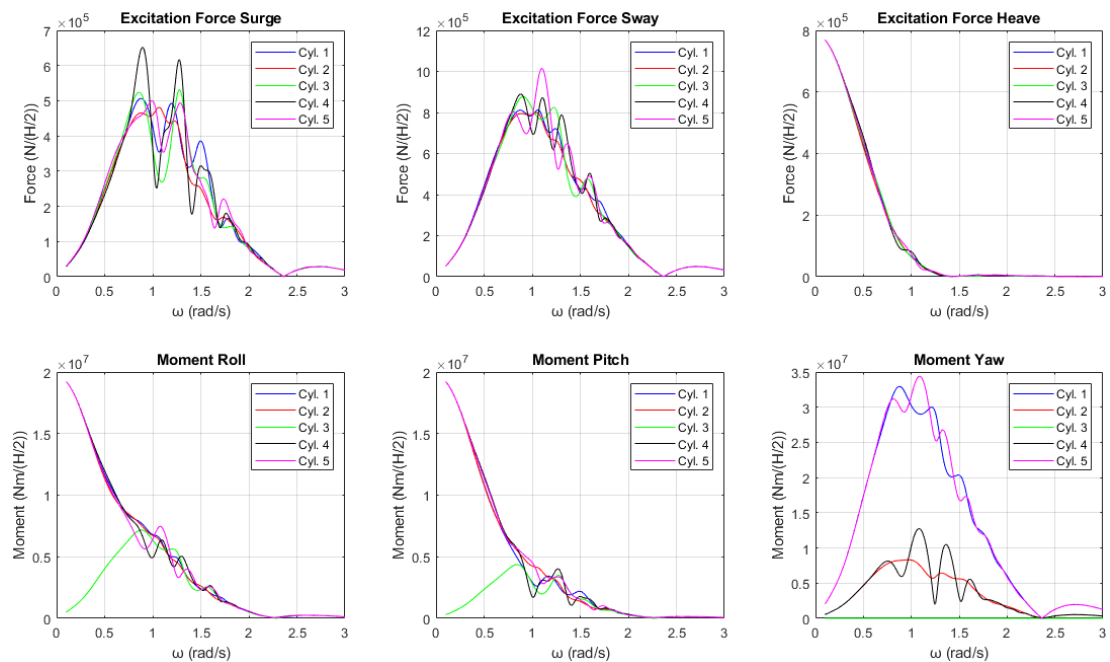 Excitation Force Surge
×10⁵
7
6
5
4
3
2
1
0
Force (N/(H/2))
0 0.5 1 1.5 2 2.5 3
ω (rad/s)
Cyl. 1
Cyl. 2
Cyl. 3
Cyl. 4
Cyl. 5
Excitation Force Sway
×10⁵
12
10
8
6
4
2
0
Force (N/(H/2))
0 0.5 1 1.5 2 2.5 3
ω (rad/s)
Cyl. 1
Cyl. 2
Cyl. 3
Cyl. 4
Cyl. 5
Excitation Force Heave
×10⁵
8
6
4
2
0
Force (N/(H/2))
0 0.5 1 1.5 2 2.5 3
ω (rad/s)
Cyl. 1
Cyl. 2
Cyl. 3
Cyl. 4
Cyl. 5
Moment Roll
×10⁷
2
1.5
1
0.5
0
Moment (Nm/(H/2))
0 0.5 1 1.5 2 2.5 3
ω (rad/s)
Cyl. 1
Cyl. 2
Cyl. 3
Cyl. 4
Cyl. 5
Moment Pitch
×10⁷
2
1.5
1
0.5
0
Moment (Nm/(H/2))
0 0.5 1 1.5 2 2.5 3
ω (rad/s)
Cyl. 1
Cyl. 2
Cyl. 3
Cyl. 4
Cyl. 5
Moment Yaw
×10⁷
3.5
3
2.5
2
1.5
1
0.5
0
Moment (Nm/(H/2))
0 0.5 1 1.5 2 2.5 3
ω (rad/s)
Cyl. 1
Cyl. 2
Cyl. 3
Cyl. 4
Cyl. 5